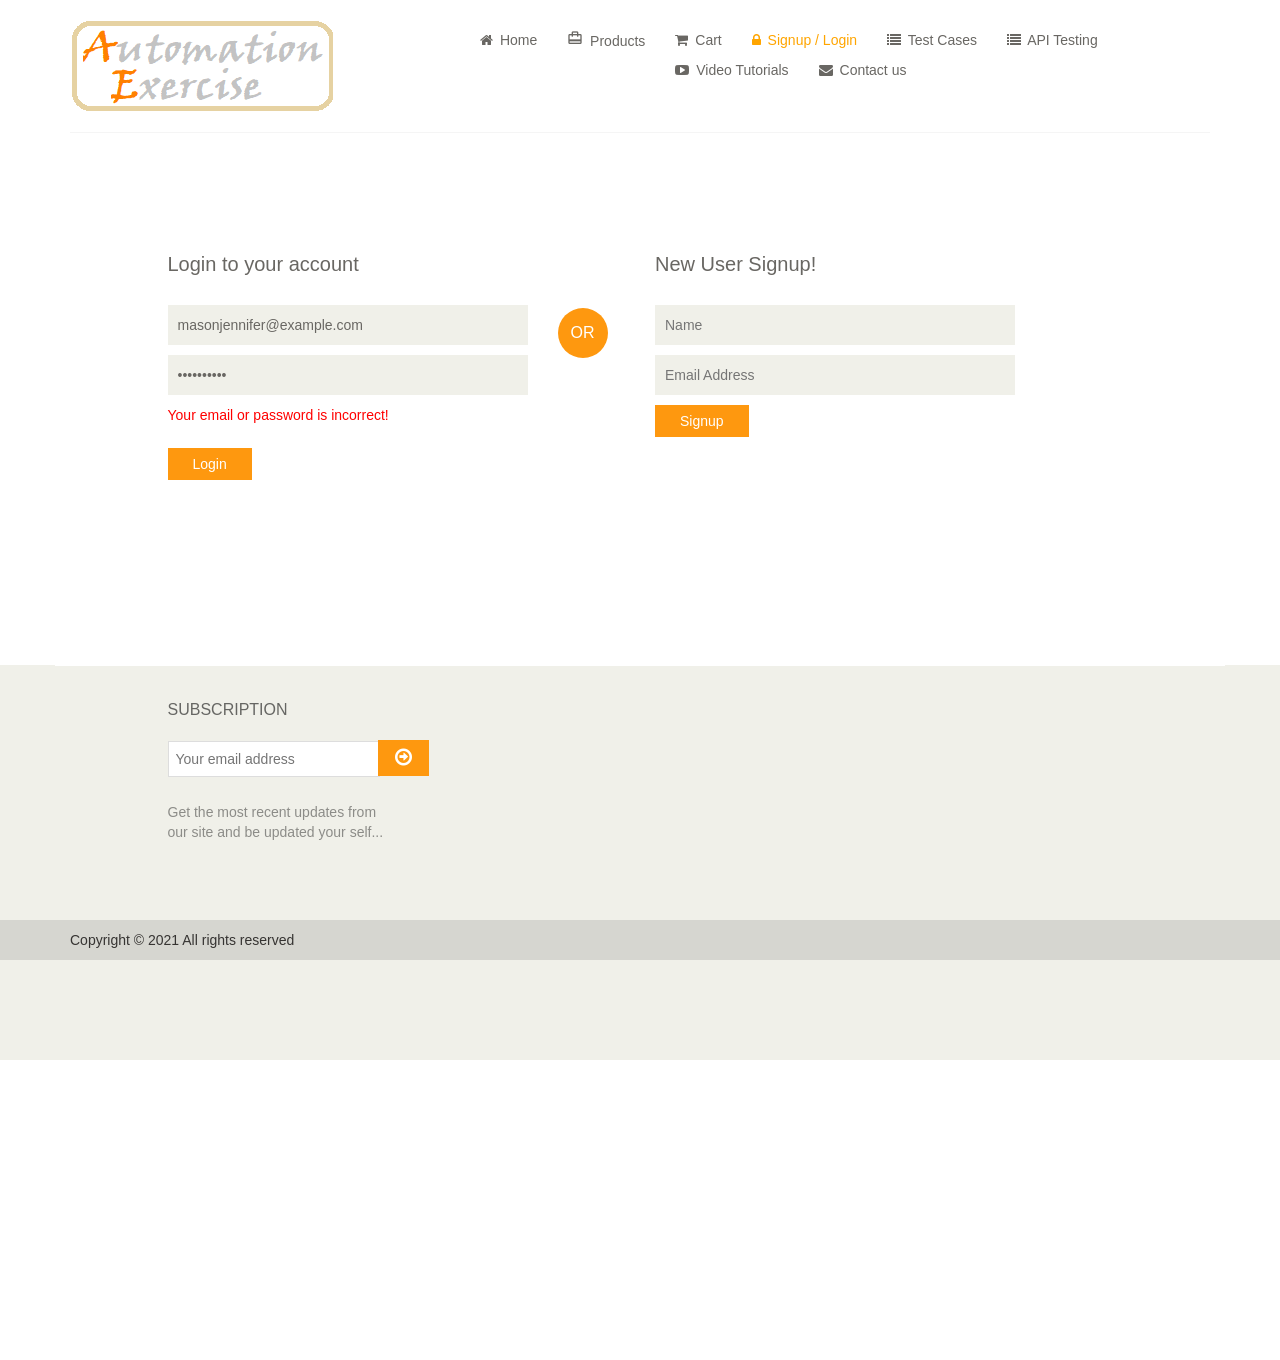 Automation
Exercise
Home
Products
Cart
Signup / Login
Test Cases
API Testing
Video Tutorials
Contact us
Login to your account
masonjennifer@example.com
••••••••••
Your email or password is incorrect!
Login
OR
New User Signup!
Name
Email Address
Signup
SUBSCRIPTION
Your email address
Get the most recent updates from
our site and be updated your self...
Copyright © 2021 All rights reserved